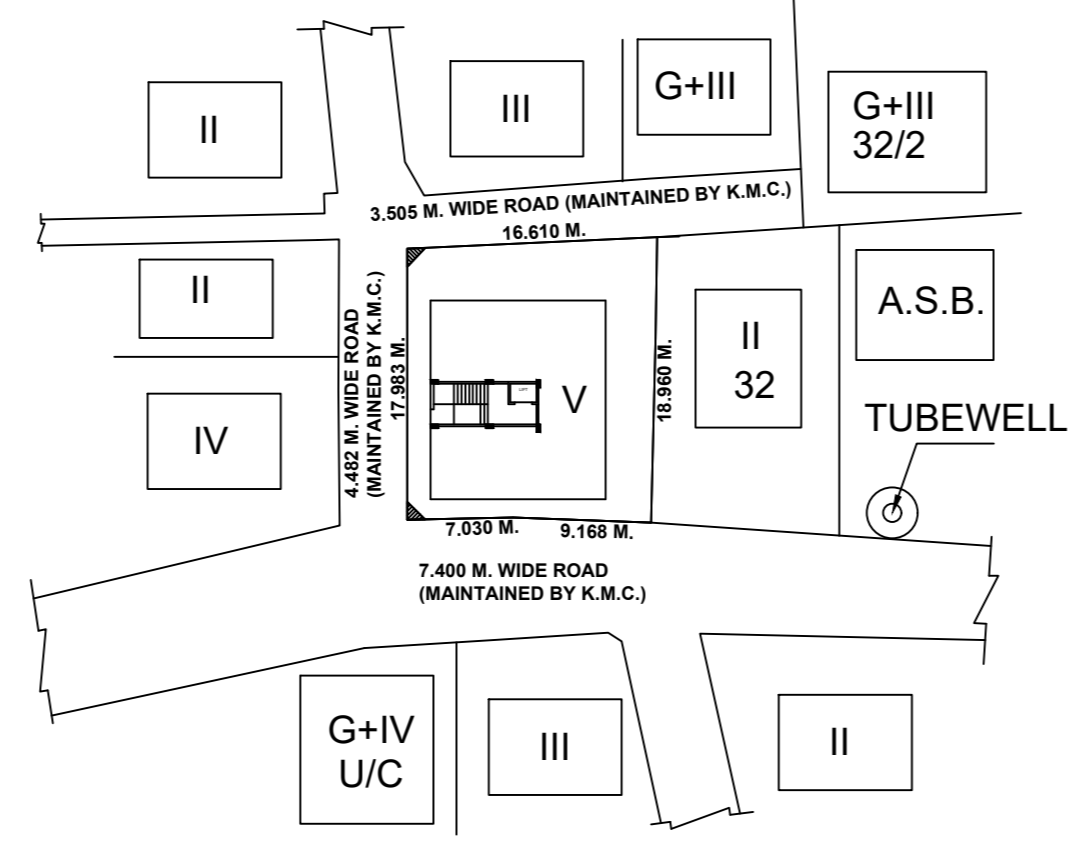 II
III
G+III
G+III
32/2
3.505 M. WIDE ROAD (MAINTAINED BY K.M.C.)
16.610 M.
II
4.482 M. WIDE ROAD
(MAINTAINED BY K.M.C.)
17.983 M.
V
18.960 M.
II
32
A.S.B.
IV
TUBEWELL
7.030 M.
9.168 M.
7.400 M. WIDE ROAD
(MAINTAINED BY K.M.C.)
G+IV
U/C
III
II